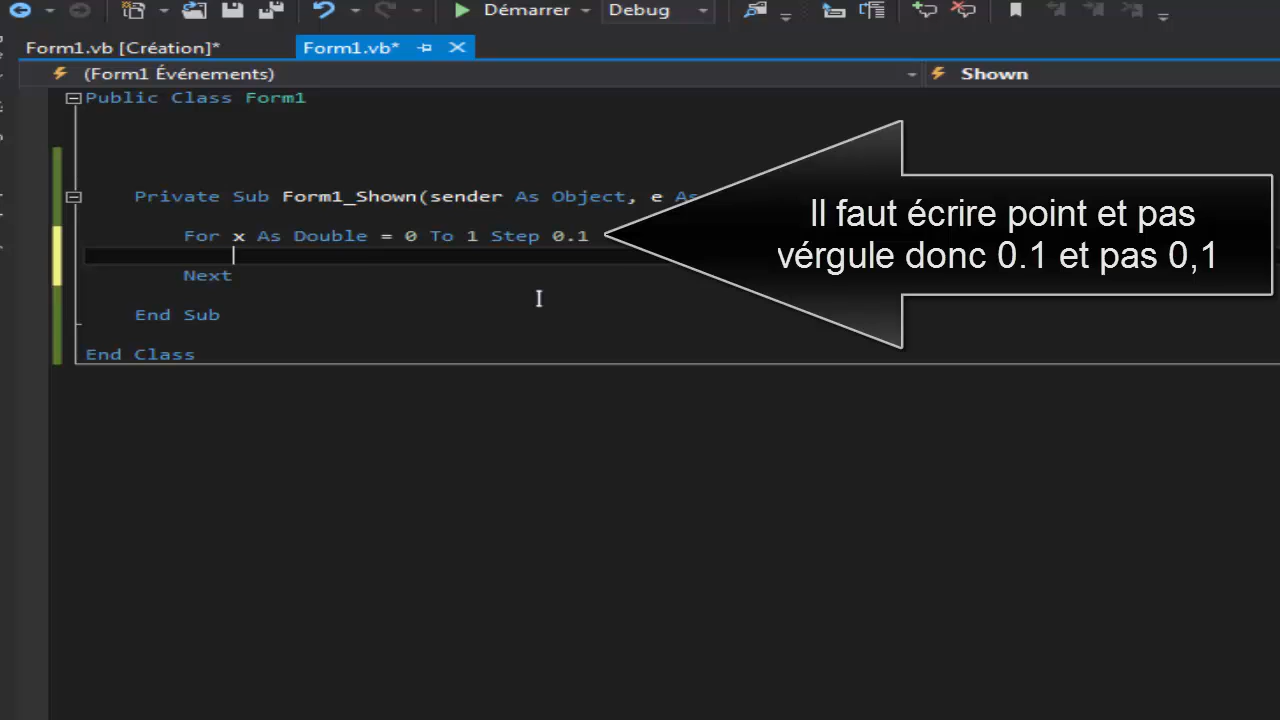 Démarrer Debug
Form1.vb [Création]* Form1.vb*
(Form1 Événements) Shown
Public Class Form1
Private Sub Form1_Shown(sender As Object, e As
For x As Double = 0 To 1 Step 0.1
Next
End Sub
End Class
Il faut écrire point et pas
vérgule donc 0.1 et pas 0,1